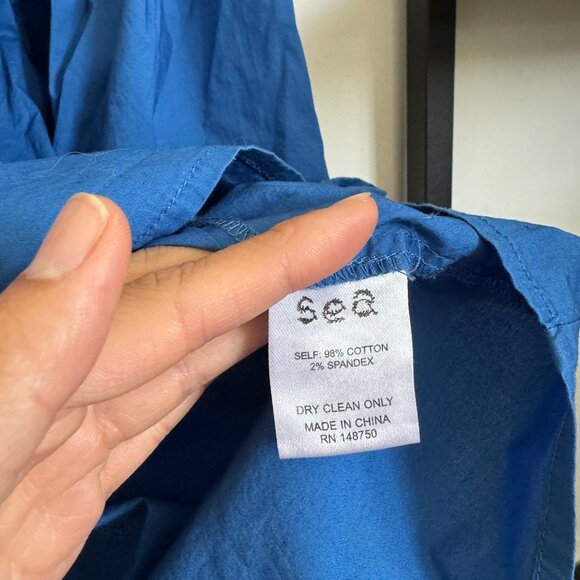 sea
SELF: 98% COTTON
2% SPANDEX
DRY CLEAN ONLY
MADE IN CHINA
RN 148750